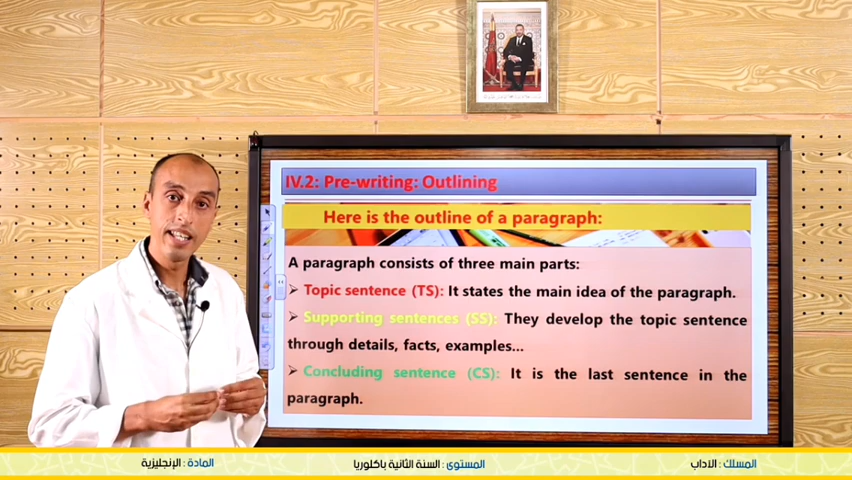 IV.2: Pre-writing: Outlining
Here is the outline of a paragraph:
A paragraph consists of three main parts:
➢ Topic sentence (TS): It states the main idea of the paragraph.
➢ Supporting sentences (SS): They develop the topic sentence
through details, facts, examples...
➢ Concluding sentence (CS): It is the last sentence in the
paragraph.
المسلك : الآداب المستوى : السنة الثانية باكلوريا المادة : الإنجليزية